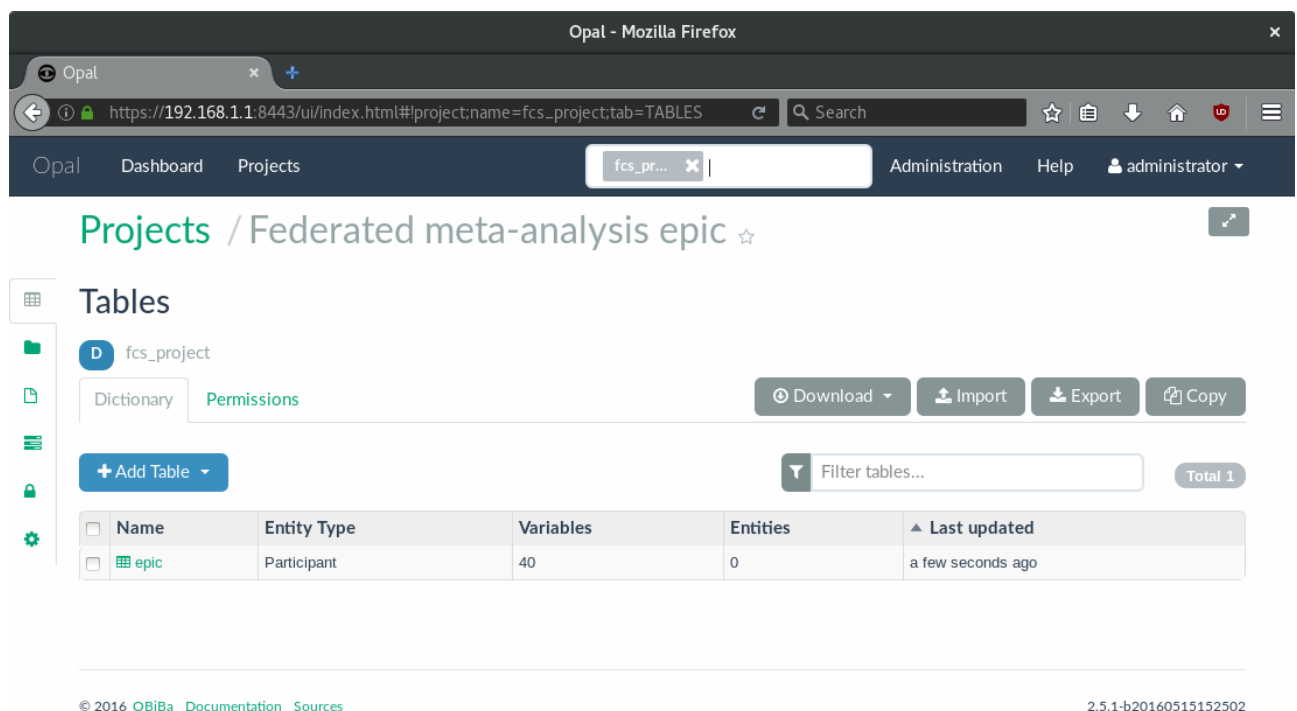 Opal - Mozilla Firefox ×
Opal × +
https://192.168.1.1:8443/ui/index.html#!project;name=fcs_project;tab=TABLES Search
Opal Dashboard Projects fcs_pr... Administration Help administrator
Projects / Federated meta-analysis epic
Tables
D fcs_project
Dictionary Permissions Download Import Export Copy
Add Table Filter tables... Total 1
Name Entity Type Variables Entities Last updated
epic Participant 40 0 a few seconds ago
© 2016 OBiBa Documentation Sources 2.5.1-b20160515152502